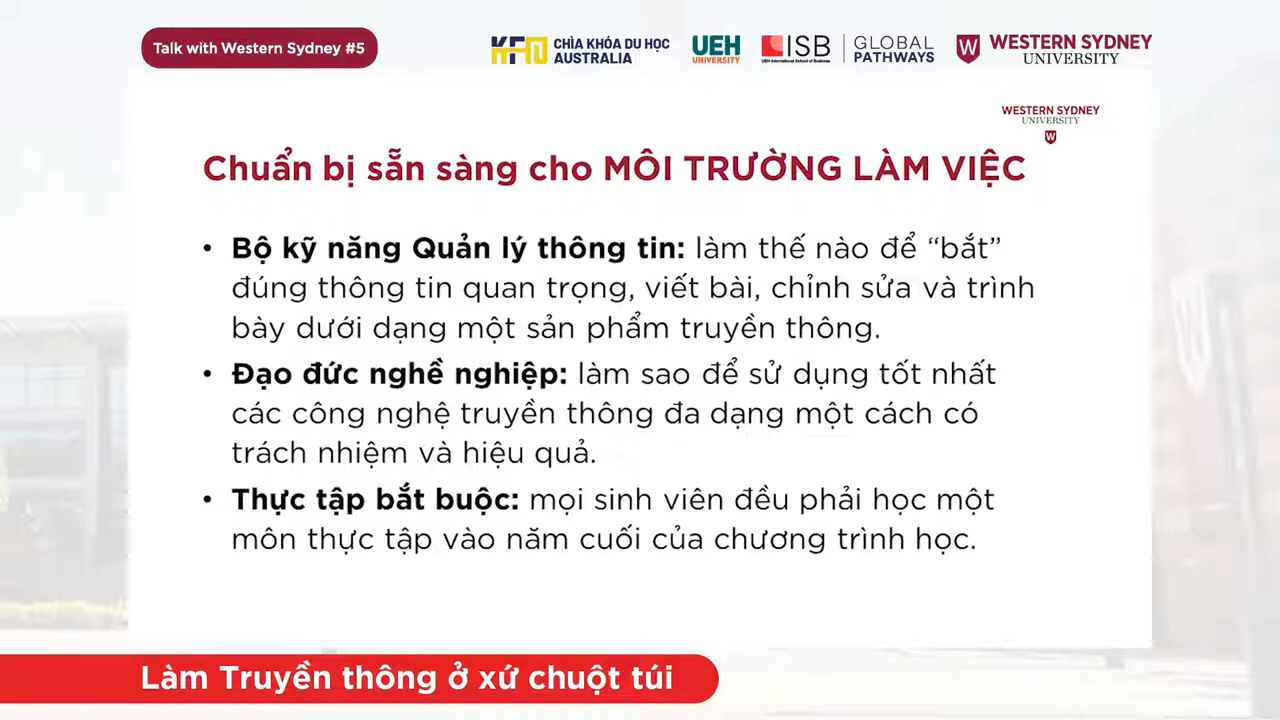 Talk with Western Sydney #5
KFA CHÌA KHÓA DU HỌC
AUSTRALIA
UEH
UNIVERSITY
ISB
UEH International School of Business
GLOBAL
PATHWAYS
W WESTERN SYDNEY
UNIVERSITY
WESTERN SYDNEY
UNIVERSITY
W
Chuẩn bị sẵn sàng cho MÔI TRƯỜNG LÀM VIỆC
• Bộ kỹ năng Quản lý thông tin: làm thế nào để “bắt”
đúng thông tin quan trọng, viết bài, chỉnh sửa và trình
bày dưới dạng một sản phẩm truyền thông.
• Đạo đức nghề nghiệp: làm sao để sử dụng tốt nhất
các công nghệ truyền thông đa dạng một cách có
trách nhiệm và hiệu quả.
• Thực tập bắt buộc: mọi sinh viên đều phải học một
môn thực tập vào năm cuối của chương trình học.
Làm Truyền thông ở xứ chuột túi